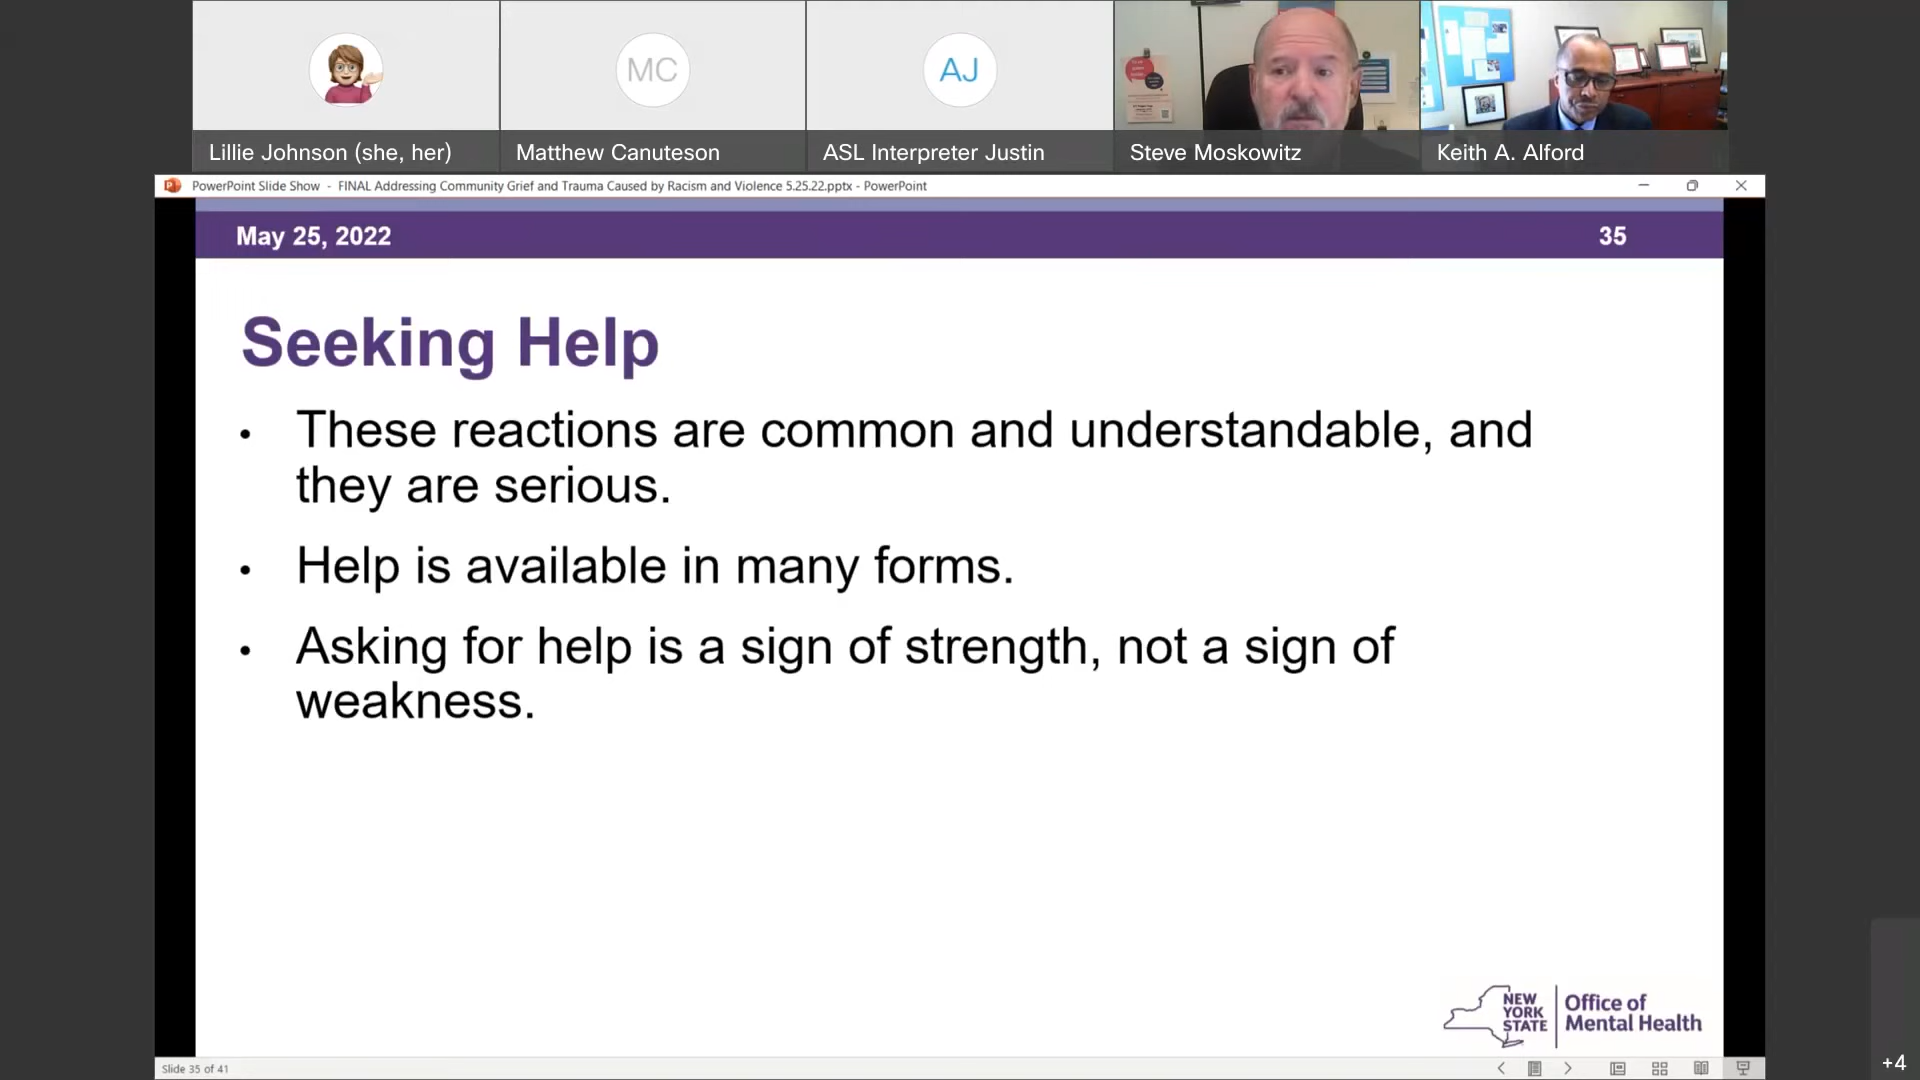 MC
AJ
Lillie Johnson (she, her)
Matthew Canuteson
ASL Interpreter Justin
Steve Moskowitz
Keith A. Alford
PowerPoint Slide Show - FINAL Addressing Community Grief and Trauma Caused by Racism and Violence 5.25.22.pptx - PowerPoint
May 25, 2022
35
Seeking Help
• These reactions are common and understandable, and
they are serious.
• Help is available in many forms.
• Asking for help is a sign of strength, not a sign of
weakness.
NEW
YORK
STATE
Office of
Mental Health
Slide 35 of 41
+4